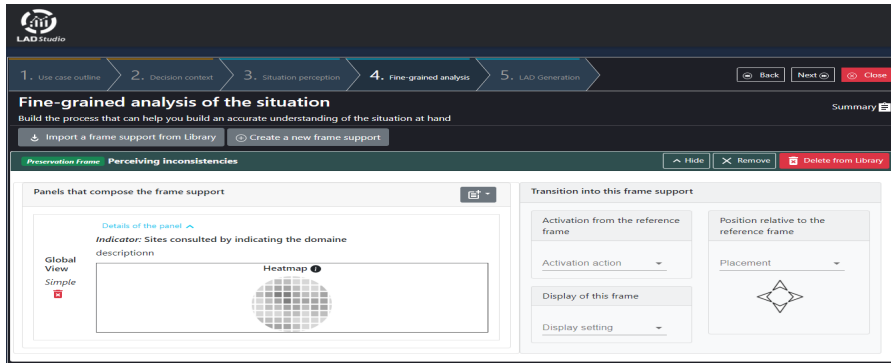 LAD Studio
1. Use case outline
2. Decision context
3. Situation perception
4. Fine-grained analysis
5. LAD Generation
Back
Next
Close
Fine-grained analysis of the situation
Build the process that can help you build an accurate understanding of the situation at hand
Summary
Import a frame support from Library
Create a new frame support
Preservation Frame Perceiving inconsistencies
Hide
Remove
Delete from Library
Panels that compose the frame support
Details of the panel
Indicator: Sites consulted by indicating the domaine
descriptionn
Global
View
Simple
Heatmap
Transition into this frame support
Activation from the reference
frame
Activation action
Display of this frame
Display setting
Position relative to the
reference frame
Placement